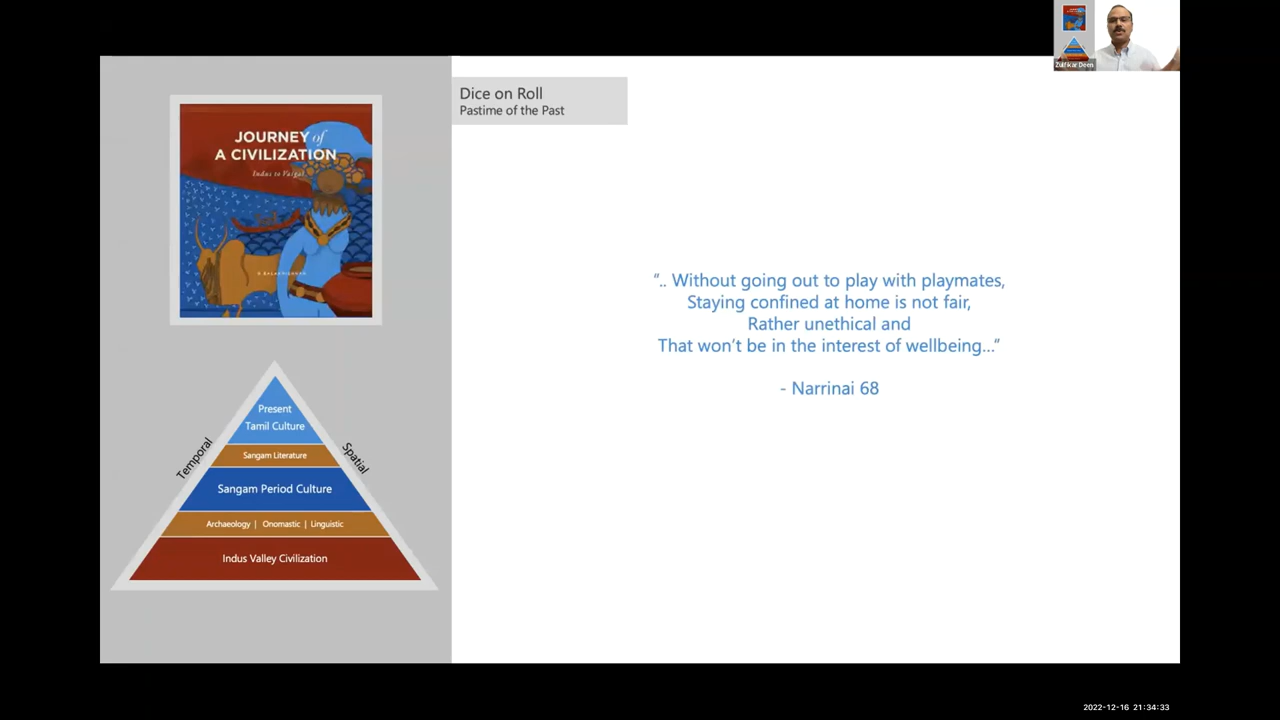 Zulfikar Deen
Dice on Roll
Pastime of the Past
JOURNEY of
A CIVILIZATION
Indus to Vaigai
R BALAKRISHNAN
“.. Without going out to play with playmates,
Staying confined at home is not fair,
Rather unethical and
That won’t be in the interest of wellbeing...“
- Narrinai 68
Temporal
Spatial
Present
Tamil Culture
Sangam Literature
Sangam Period Culture
Archaeology | Onomastic | Linguistic
Indus Valley Civilization
2022-12-16 21:34:33